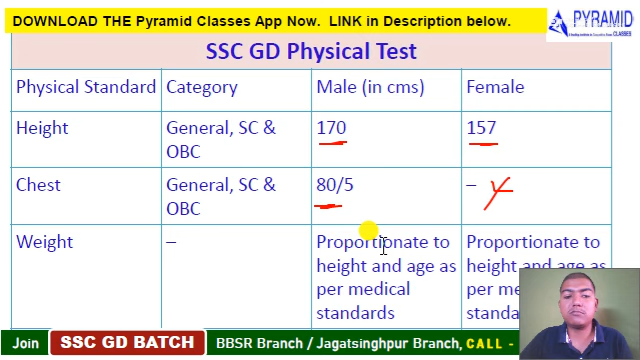 DOWNLOAD THE Pyramid Classes App Now. LINK in Description below.
PYRAMID
CLASSES
SSC GD Physical Test
Physical Standard Category Male (in cms) Female
Height General, SC & OBC 170 157
Chest General, SC & OBC 80/5 –
Weight – Proportionate to height and age as per medical standards Proportionate to height and age as per me standa
Join SSC GD BATCH BBSR Branch / Jagatsinghpur Branch, CALL -